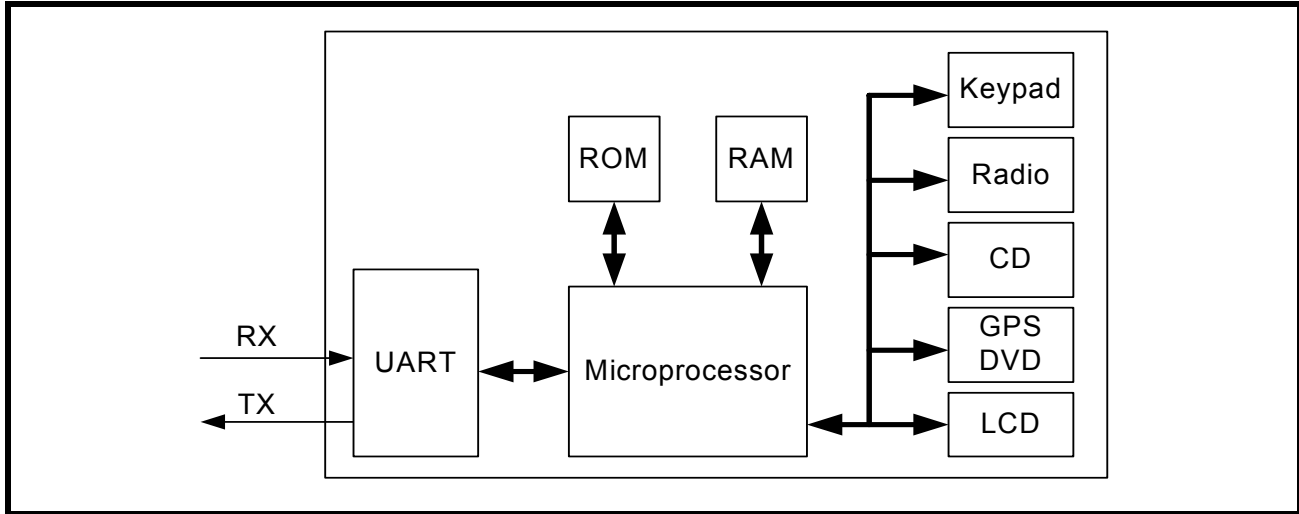 Keypad
ROM
RAM
Radio
CD
RX
UART
Microprocessor
GPS
DVD
TX
LCD